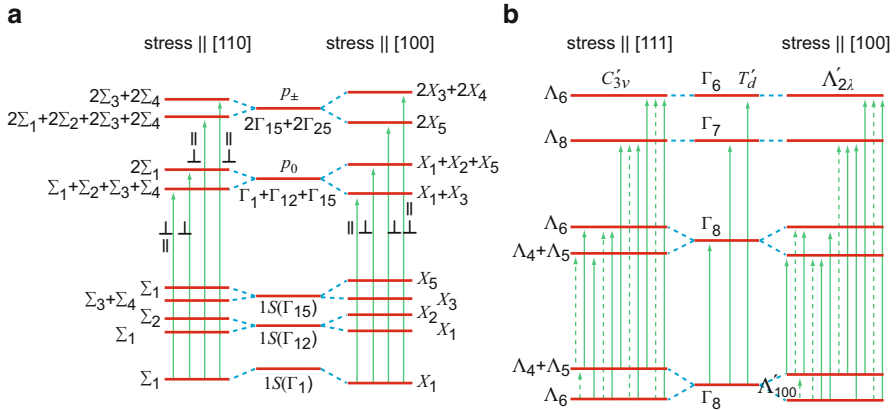 a
stress || [110]
stress || [100]
2Σ3+2Σ4
p±
2X3+2X4
2Σ1+2Σ2+2Σ3+2Σ4
2Γ15+2Γ25
2X5
|| ⊥
|| ⊥
2Σ1
p0
X1+X2+X5
Σ1+Σ2+Σ3+Σ4
Γ1+Γ12+Γ15
X1+X3
⊥ || ⊥
|| ⊥ ⊥ || ⊥
Σ1
X5
Σ3+Σ4
1S(Γ15)
X3
Σ2
X2
Σ1
1S(Γ12)
X1
Σ1
1S(Γ1)
X1
b
stress || [111]
stress || [100]
C′3v
Γ6
T′d
Λ′2λ
Λ6
Λ8
Γ7
Λ6
Γ8
Λ4+Λ5
Λ4+Λ5
Λ′100
Λ6
Γ8